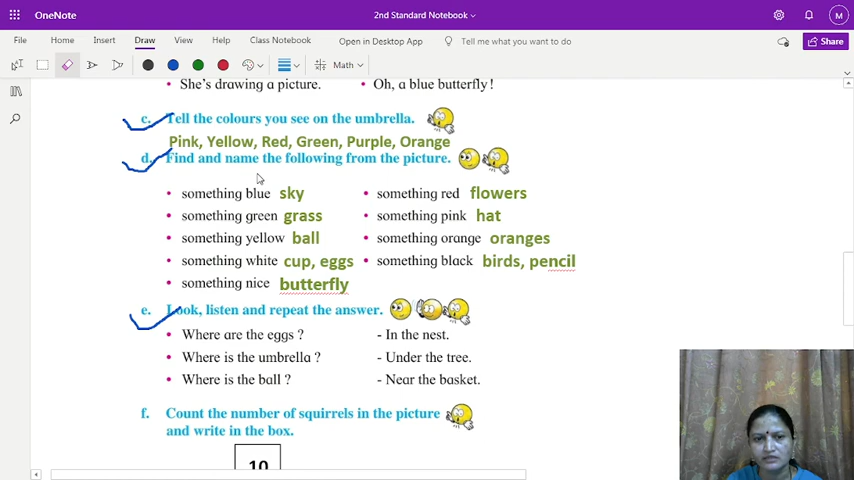 OneNote
2nd Standard Notebook
M
File Home Insert Draw View Help Class Notebook Open in Desktop App Tell me what you want to do Share
Math
• She's drawing a picture. • Oh, a blue butterfly!
c. Tell the colours you see on the umbrella.
Pink, Yellow, Red, Green, Purple, Orange
d. Find and name the following from the picture.
• something blue sky • something red flowers
• something green grass • something pink hat
• something yellow ball • something orange oranges
• something white cup, eggs • something black birds, pencil
• something nice butterfly
e. Look, listen and repeat the answer.
• Where are the eggs ? - In the nest.
• Where is the umbrella ? - Under the tree.
• Where is the ball ? - Near the basket.
f. Count the number of squirrels in the picture
and write in the box.
10